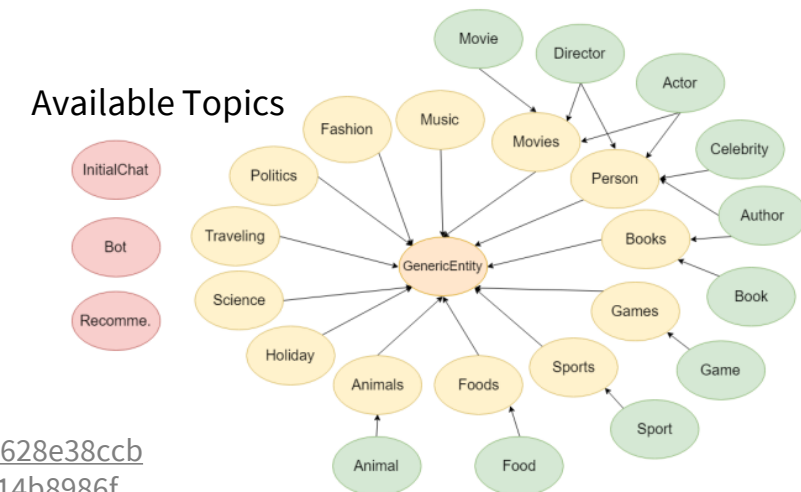 Available Topics
InitialChat
Bot
Recomme.
Movie
Director
Actor
Celebrity
Author
Book
Game
Sport
Food
Animal
Music
Fashion
Politics
Traveling
Science
Holiday
Animals
Foods
Sports
Games
Books
Person
Movies
GenericEntity
628e38ccb
14b8986f